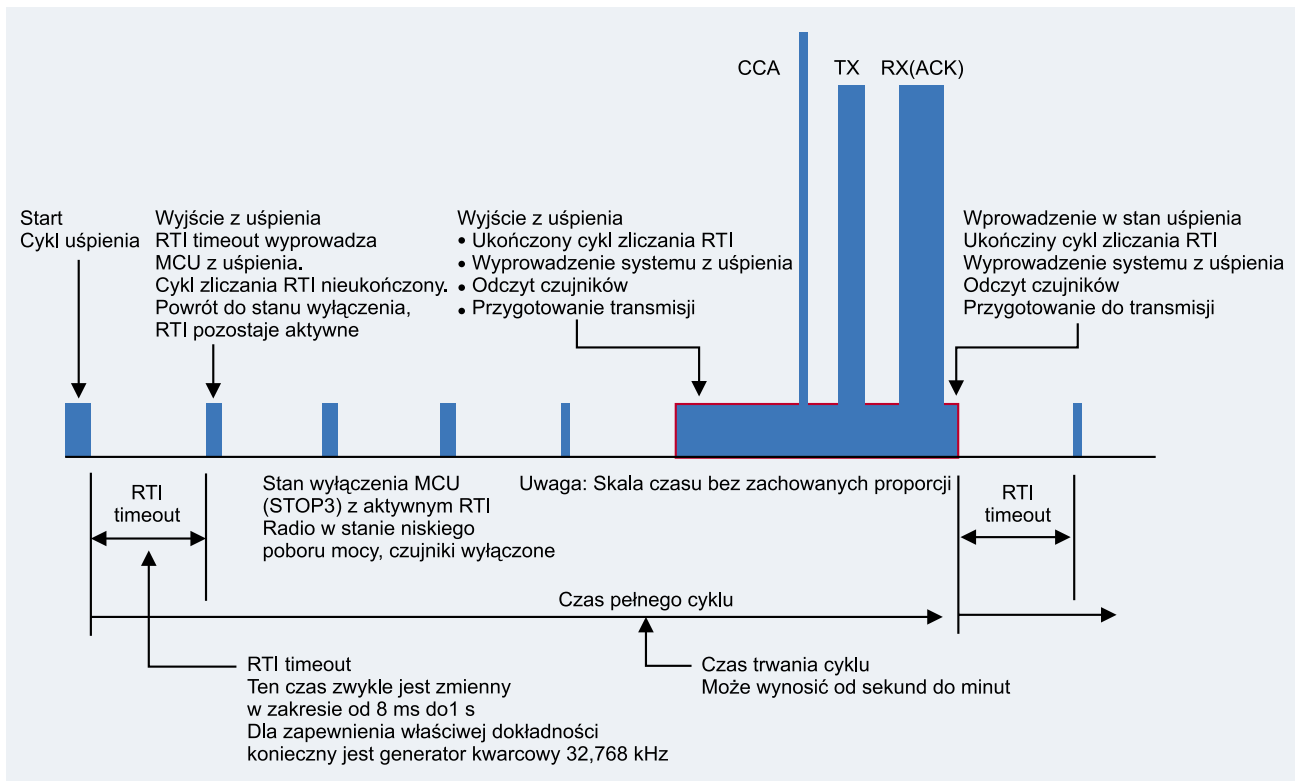 CCA
TX
RX(ACK)
Start
Cykl uśpienia
Wyjście z uśpienia
RTI timeout wyprowadza
MCU z uśpienia.
Cykl zliczania RTI nieukończony.
Powrót do stanu wyłączenia,
RTI pozostaje aktywne
Wyjście z uśpienia
• Ukończony cykl zliczania RTI
• Wyprowadzenie systemu z uśpienia
• Odczyt czujników
• Przygotowanie transmisji
Wprowadzenie w stan uśpienia
Ukończiny cykl zliczania RTI
Wyprowadzenie systemu z uśpienia
Odczyt czujników
Przygotowanie do transmisji
RTI
timeout
Stan wyłączenia MCU
(STOP3) z aktywnym RTI
Radio w stanie niskiego
poboru mocy, czujniki wyłączone
Uwaga: Skala czasu bez zachowanych proporcji
RTI
timeout
Czas pełnego cyklu
RTI timeout
Ten czas zwykle jest zmienny
w zakresie od 8 ms do1 s
Dla zapewnienia właściwej dokładności
konieczny jest generator kwarcowy 32,768 kHz
Czas trwania cyklu
Może wynosić od sekund do minut